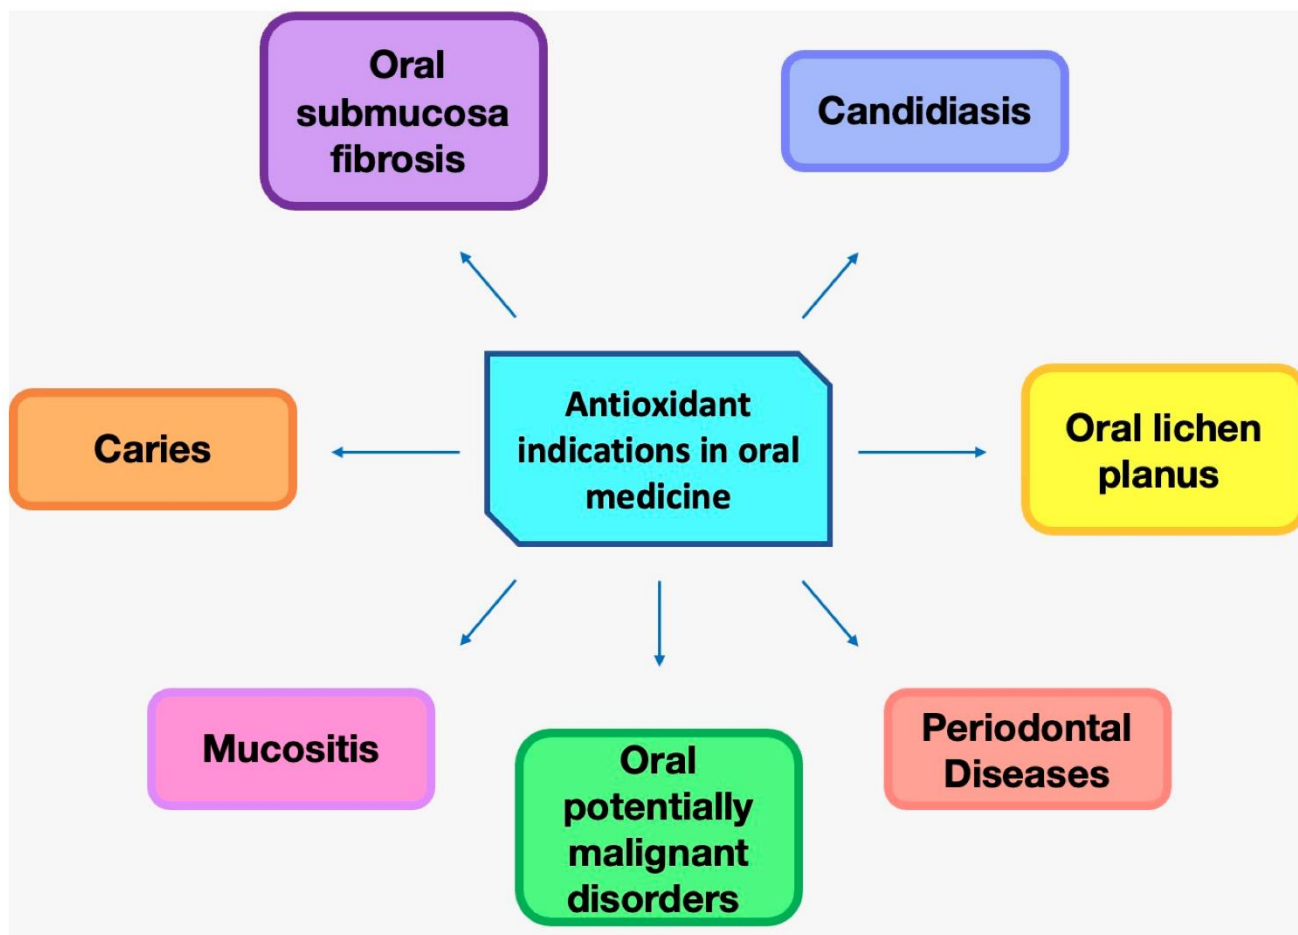 Oral
submucosa
fibrosis
Candidiasis
Antioxidant
indications in oral
medicine
Caries
Oral lichen
planus
Mucositis
Oral
potentially
malignant
disorders
Periodontal
Diseases